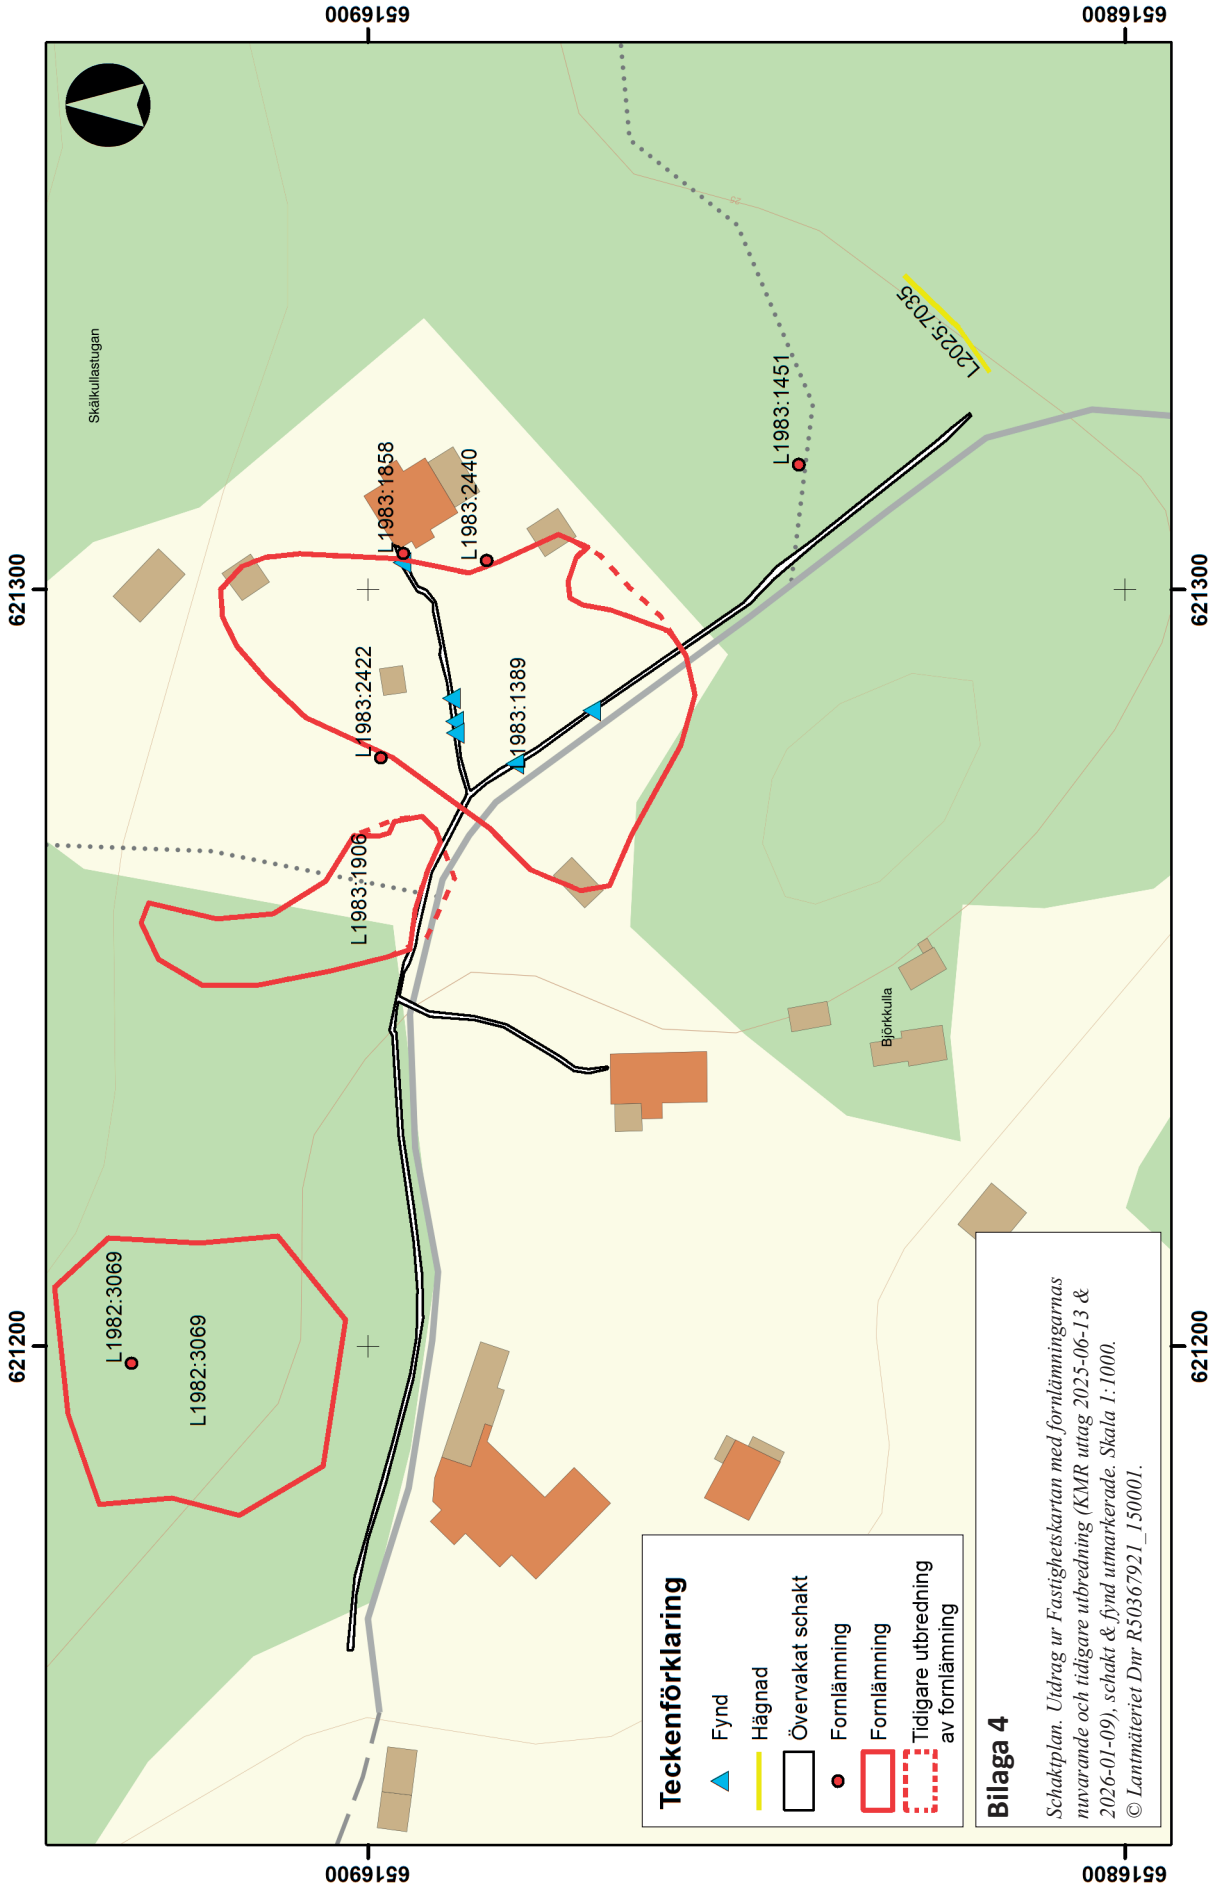 621200
621300
6516900
6516800
6516900
6516800
621200
621300
Skälkullastugan
L1983:1858
L1983:2440
L1983:2422
L1983:1389
L1983:1906
L1983:1451
L2025:7035
L1982:3069
L1982:3069
Björkkulla
Teckenförklaring
Fynd
Hägnad
Övervakat schakt
Fornlämning
Fornlämning
Tidigare utbredning
av fornlämning
Bilaga 4
Schaktplan. Utdrag ur Fastighetskartan med fornlämningarnas
nuvarande och tidigare utbredning (KMR uttag 2025-06-13 &
2026-01-09), schakt & fynd utmarkerade. Skala 1:1000.
© Lantmäteriet Dnr R50367921_150001.